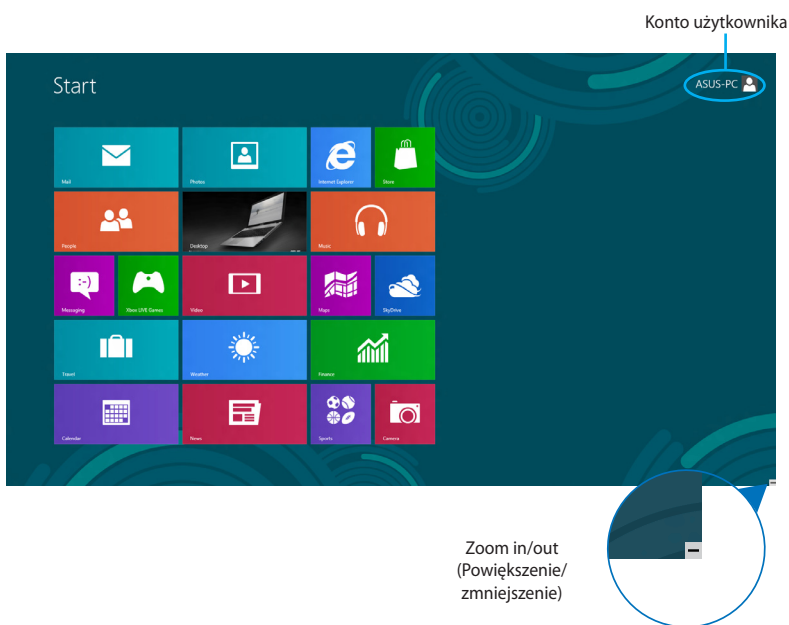 Konto użytkownika
Start
ASUS-PC
Mail
Photos
Internet Explorer
Store
People
Desktop
Music
Messaging
Xbox LIVE Games
Video
Maps
SkyDrive
Travel
Weather
Finance
Calendar
News
Sports
Camera
Zoom in/out
(Powiększenie/
zmniejszenie)